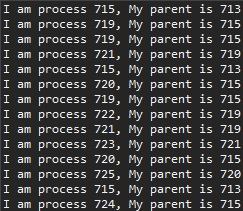 I am process 715, My parent is 713
I am process 719, My parent is 715
I am process 719, My parent is 715
I am process 721, My parent is 719
I am process 715, My parent is 713
I am process 720, My parent is 715
I am process 719, My parent is 715
I am process 722, My parent is 719
I am process 721, My parent is 719
I am process 723, My parent is 721
I am process 720, My parent is 715
I am process 725, My parent is 720
I am process 715, My parent is 713
I am process 724, My parent is 715